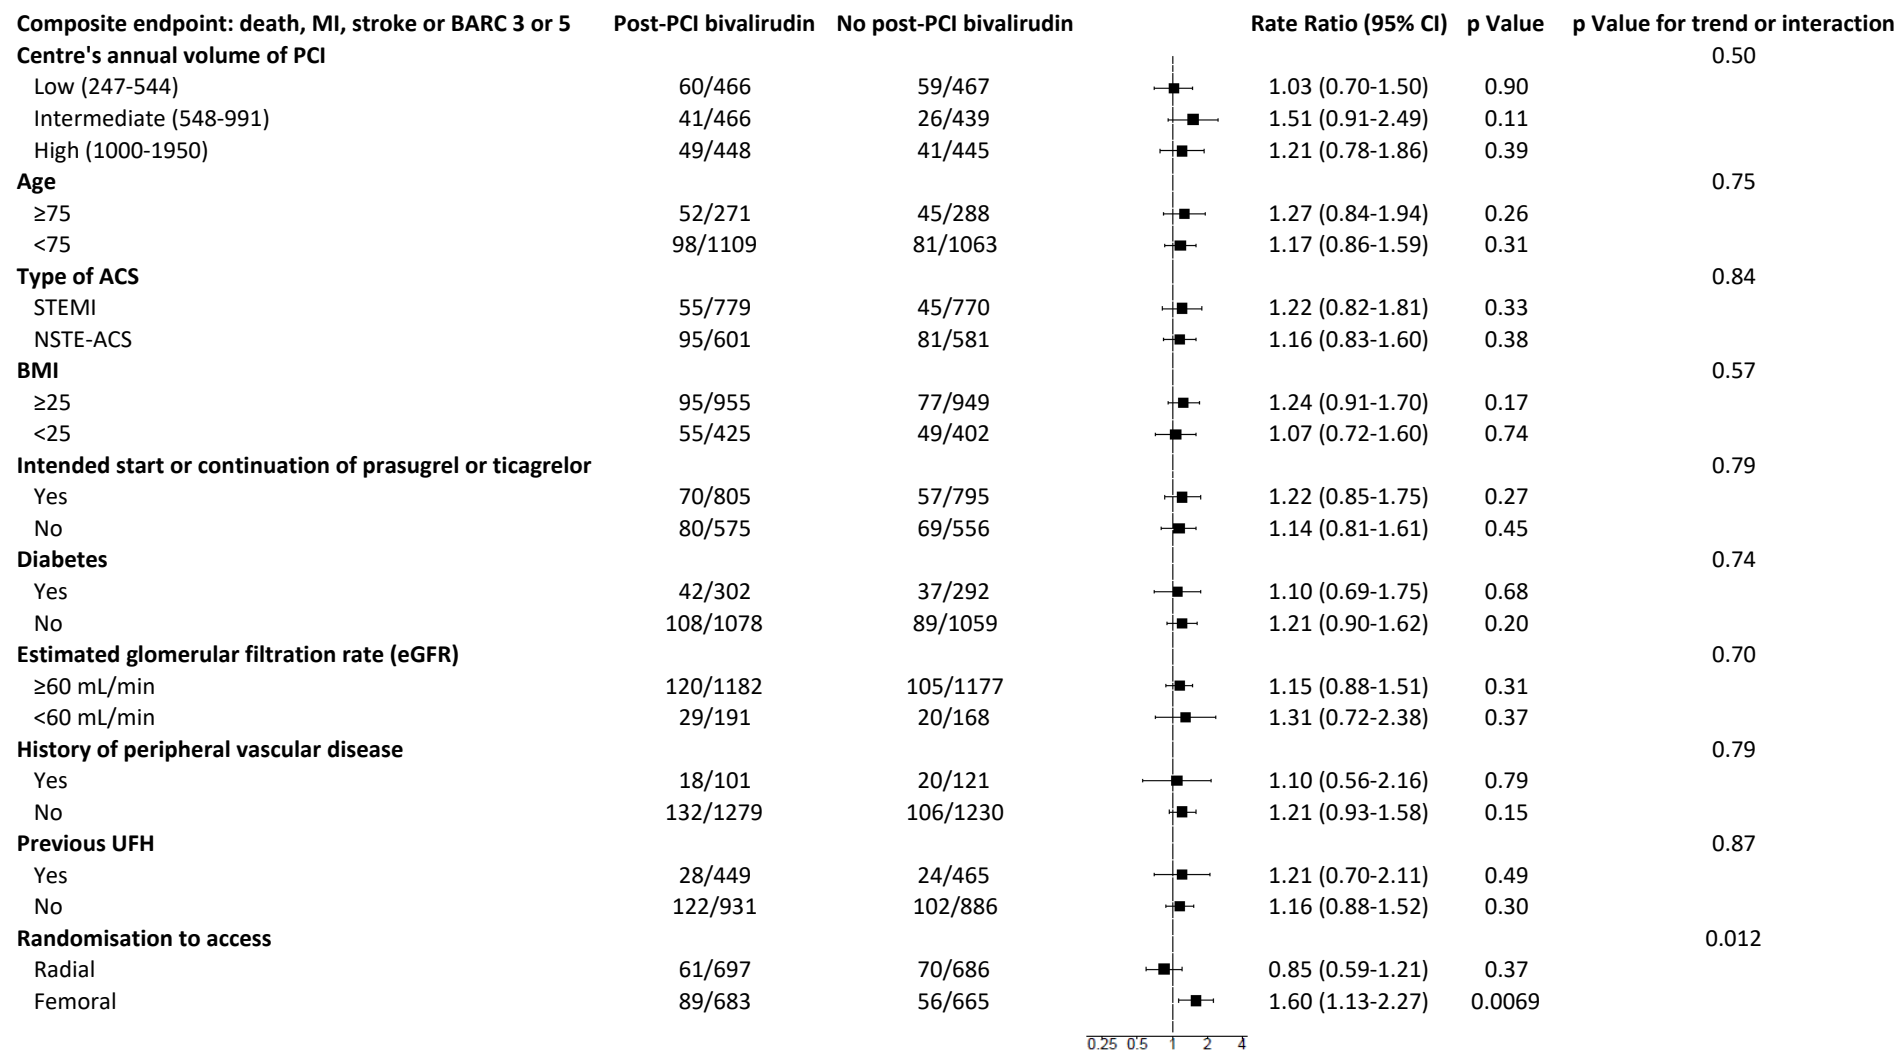 Composite endpoint: death, MI, stroke or BARC 3 or 5 Post-PCI bivalirudin No post-PCI bivalirudin Rate Ratio (95% CI) p Value p Value for trend or interaction
Centre's annual volume of PCI 0.50
Low (247-544) 60/466 59/467 1.03 (0.70-1.50) 0.90
Intermediate (548-991) 41/466 26/439 1.51 (0.91-2.49) 0.11
High (1000-1950) 49/448 41/445 1.21 (0.78-1.86) 0.39
Age 0.75
≥75 52/271 45/288 1.27 (0.84-1.94) 0.26
<75 98/1109 81/1063 1.17 (0.86-1.59) 0.31
Type of ACS 0.84
STEMI 55/779 45/770 1.22 (0.82-1.81) 0.33
NSTE-ACS 95/601 81/581 1.16 (0.83-1.60) 0.38
BMI 0.57
≥25 95/955 77/949 1.24 (0.91-1.70) 0.17
<25 55/425 49/402 1.07 (0.72-1.60) 0.74
Intended start or continuation of prasugrel or ticagrelor 0.79
Yes 70/805 57/795 1.22 (0.85-1.75) 0.27
No 80/575 69/556 1.14 (0.81-1.61) 0.45
Diabetes 0.74
Yes 42/302 37/292 1.10 (0.69-1.75) 0.68
No 108/1078 89/1059 1.21 (0.90-1.62) 0.20
Estimated glomerular filtration rate (eGFR) 0.70
≥60 mL/min 120/1182 105/1177 1.15 (0.88-1.51) 0.31
<60 mL/min 29/191 20/168 1.31 (0.72-2.38) 0.37
History of peripheral vascular disease 0.79
Yes 18/101 20/121 1.10 (0.56-2.16) 0.79
No 132/1279 106/1230 1.21 (0.93-1.58) 0.15
Previous UFH 0.87
Yes 28/449 24/465 1.21 (0.70-2.11) 0.49
No 122/931 102/886 1.16 (0.88-1.52) 0.30
Randomisation to access 0.012
Radial 61/697 70/686 0.85 (0.59-1.21) 0.37
Femoral 89/683 56/665 1.60 (1.13-2.27) 0.0069
0.25 0.5 1 2 4